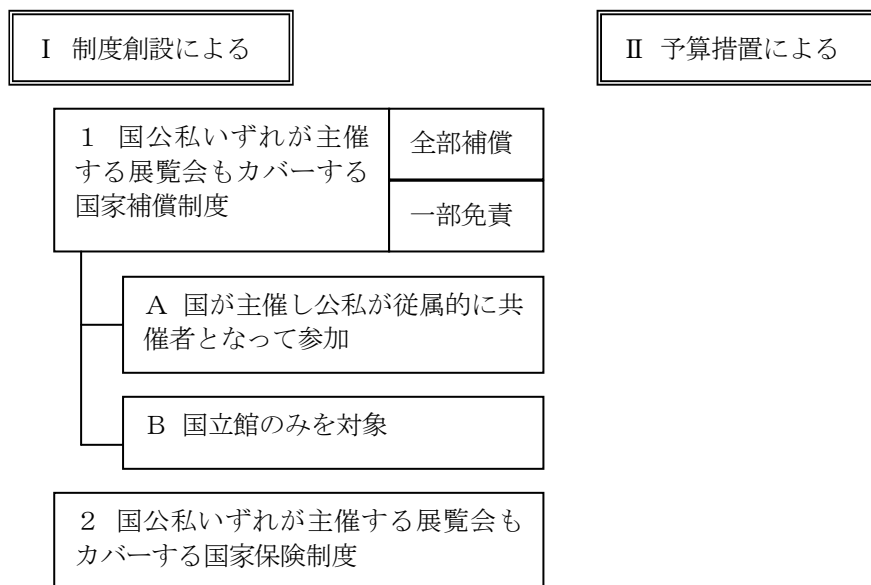 Ⅰ 制度創設による
Ⅱ 予算措置による
1 国公私いずれが主催
する展覧会もカバーする
国家補償制度
全部補償
一部免責
A 国が主催し公私が従属的に共
催者となって参加
B 国立館のみを対象
2 国公私いずれが主催する展覧会も
カバーする国家保険制度